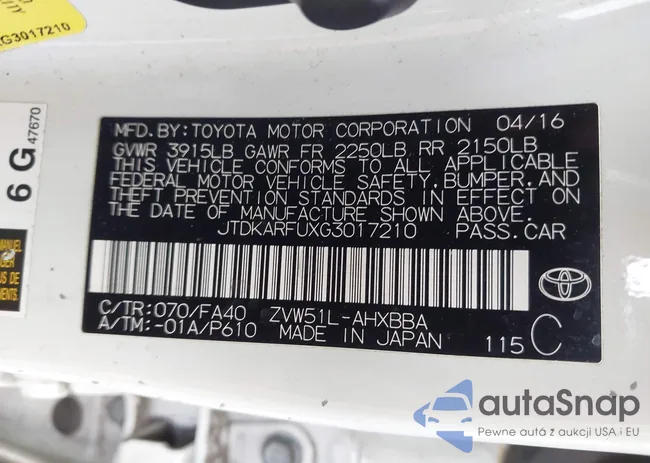 G3017210
6 G 47670
MFD.BY:TOYOTA MOTOR CORPORATION 04/16
GVWR 3915LB GAWR FR 2250LB RR 2150LB
THIS VEHICLE CONFORMS TO ALL APPLICABLE
FEDERAL MOTOR VEHICLE SAFETY,BUMPER,AND
THEFT PREVENTION STANDARDS IN EFFECT ON
THE DATE OF MANUFACTURE SHOWN ABOVE.
JTDKARFUXG3017210 PASS.CAR
C/TR:070/FA40 ZVW51L-AHXBBA
A/TM:-01A/P610 MADE IN JAPAN 115 C
autoSnap
Pewne autá z aukcji USA i EU